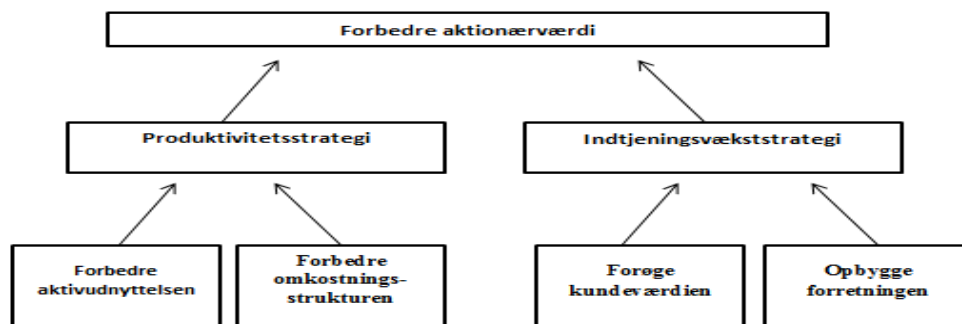 Forbedre aktionærværdi
Produktivitetsstrategi
Indtjeningsvækststrategi
Forbedre
aktivudnyttelsen
Forbedre
omkostnings-
strukturen
Forøge
kundeværdien
Opbygge
forretningen